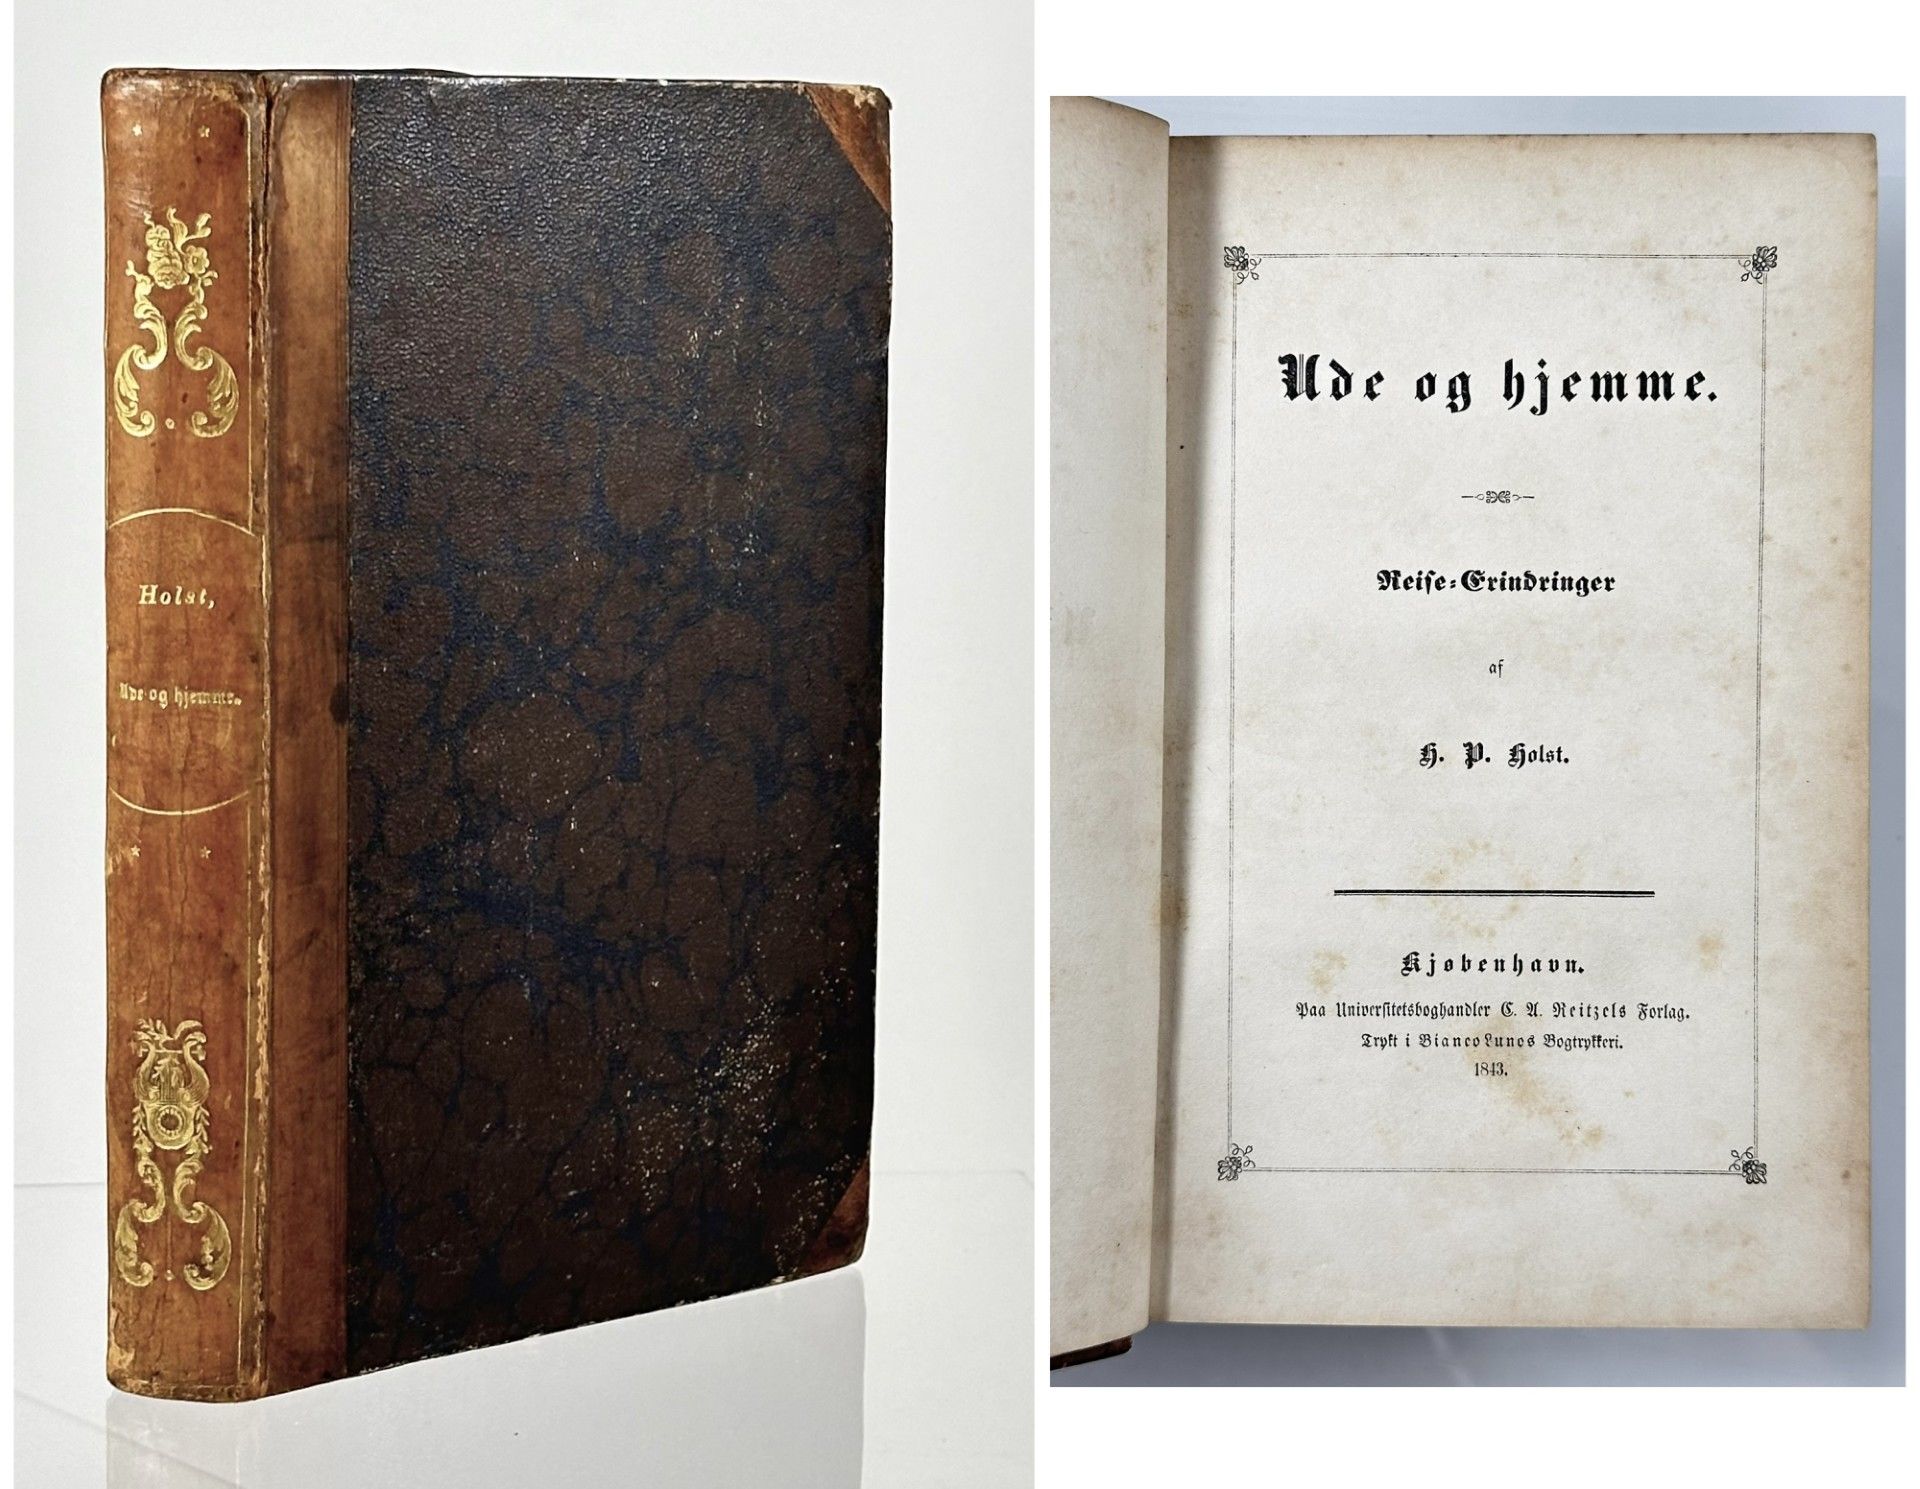 Holst,
Ude og hjemme.
Ude og hjemme.
Reise-Erindringer
af
H. P. Holst.
Kjøbenhavn.
Paa Universitetsboghandler C. A. Reitzels Forlag.
Trykt i Bianco Lunos Bogtrykkeri.
1843.